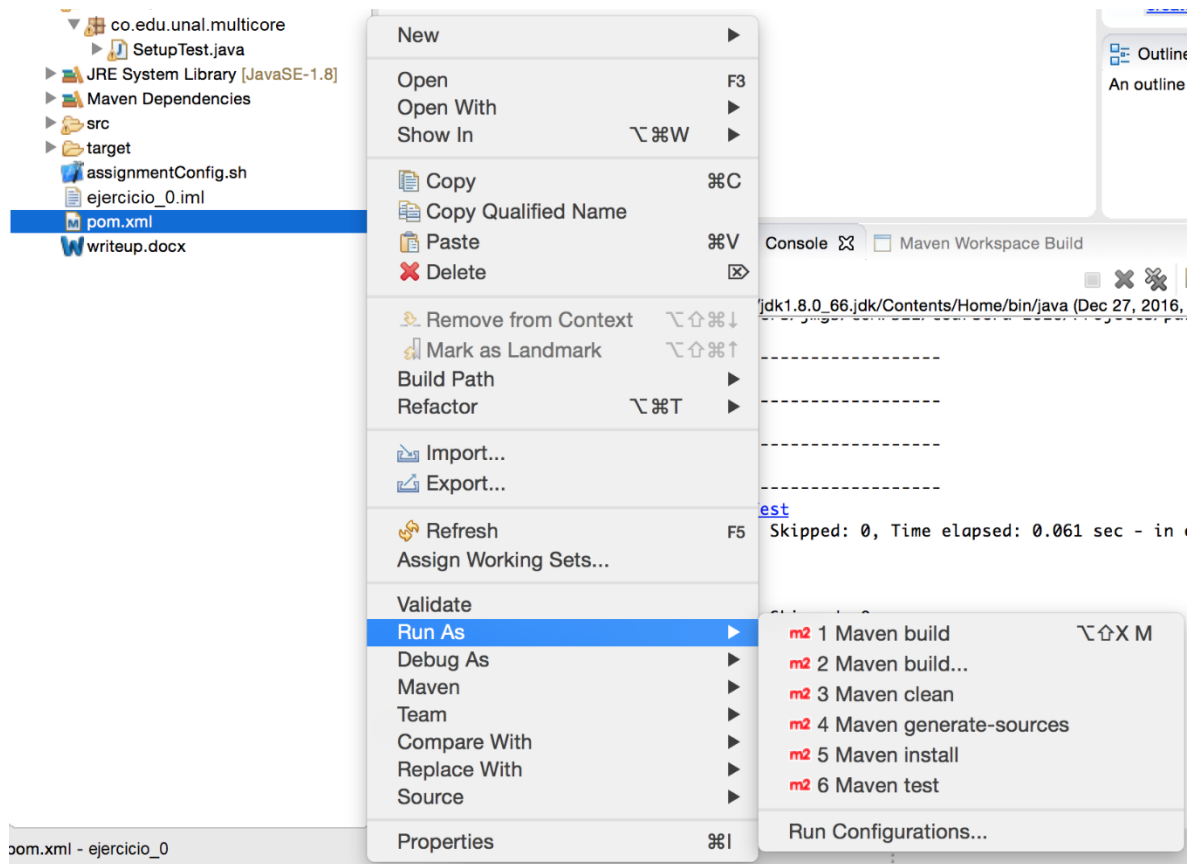 co.edu.unal.multicore
SetupTest.java
JRE System Library [JavaSE-1.8]
Maven Dependencies
src
target
assignmentConfig.sh
ejercicio_0.iml
pom.xml
writeup.docx
New
Open F3
Open With
Show In ⌥⌘W
Copy ⌘C
Copy Qualified Name
Paste ⌘V
Delete ⌦
Remove from Context ⌥⇧⌘↓
Mark as Landmark ⌥⇧⌘↑
Build Path
Refactor ⌥⌘T
Import...
Export...
Refresh F5
Assign Working Sets...
Validate
Run As
Debug As
Maven
Team
Compare With
Replace With
Source
Properties ⌘I
1 Maven build ⌥⇧X M
2 Maven build...
3 Maven clean
4 Maven generate-sources
5 Maven install
6 Maven test
Run Configurations...
Outline
An outline
Console Maven Workspace Build
/jdk1.8.0_66.jdk/Contents/Home/bin/java (Dec 27, 2016,
------------------
------------------
------------------
------------------
est
Skipped: 0, Time elapsed: 0.061 sec - in
pom.xml - ejercicio_0